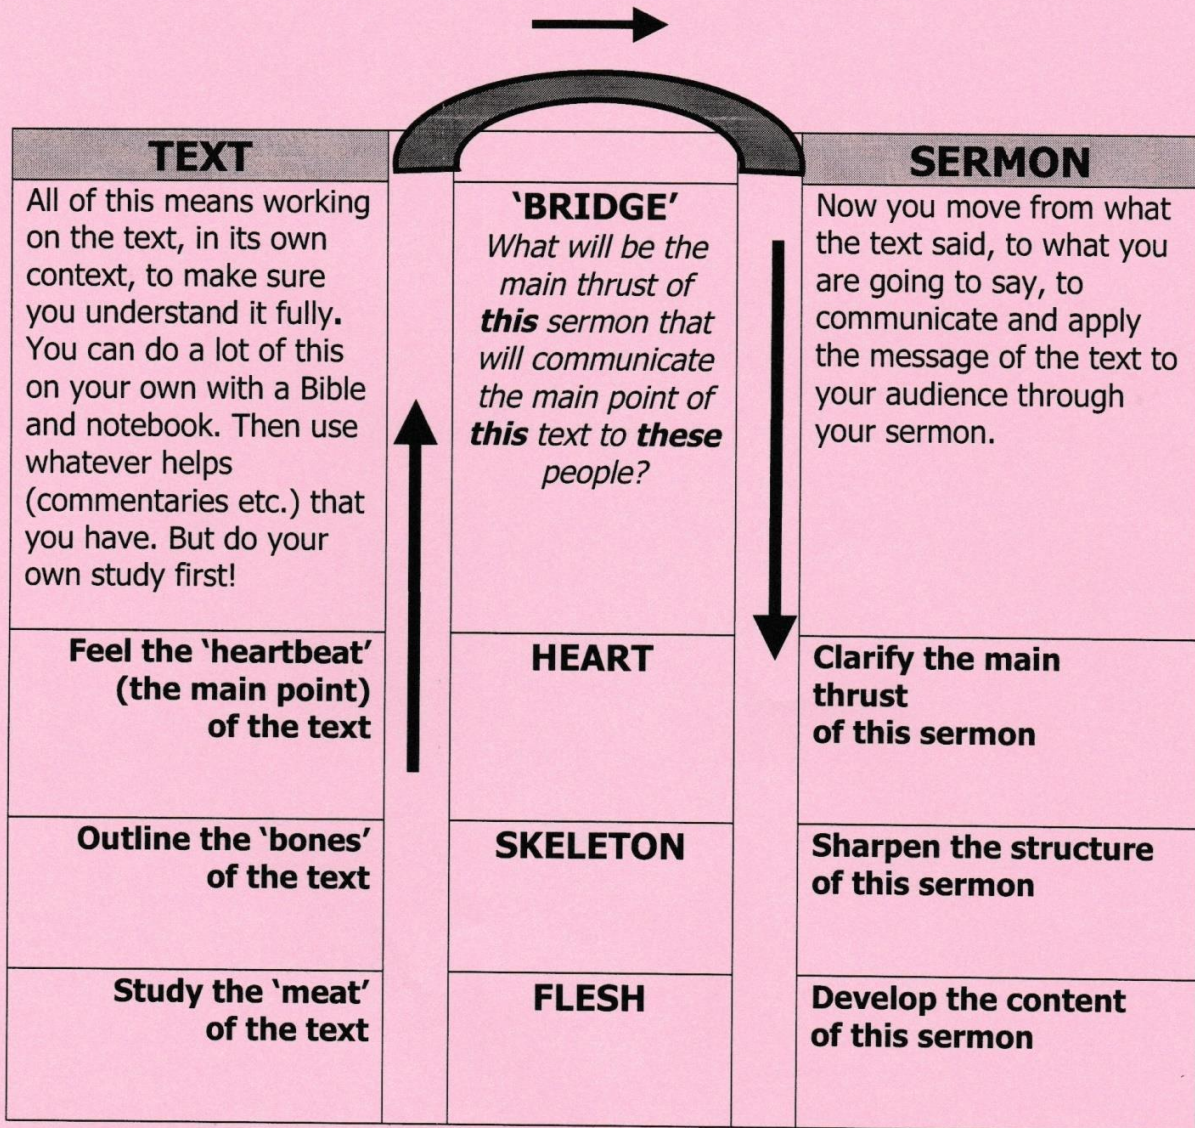 TEXT
All of this means working
on the text, in its own
context, to make sure
you understand it fully.
You can do a lot of this
on your own with a Bible
and notebook. Then use
whatever helps
(commentaries etc.) that
you have. But do your
own study first!
‘BRIDGE’
What will be the
main thrust of
this sermon that
will communicate
the main point of
this text to these
people?
SERMON
Now you move from what
the text said, to what you
are going to say, to
communicate and apply
the message of the text to
your audience through
your sermon.
Feel the ‘heartbeat’
(the main point)
of the text
HEART
Clarify the main
thrust
of this sermon
Outline the ‘bones’
of the text
SKELETON
Sharpen the structure
of this sermon
Study the ‘meat’
of the text
FLESH
Develop the content
of this sermon